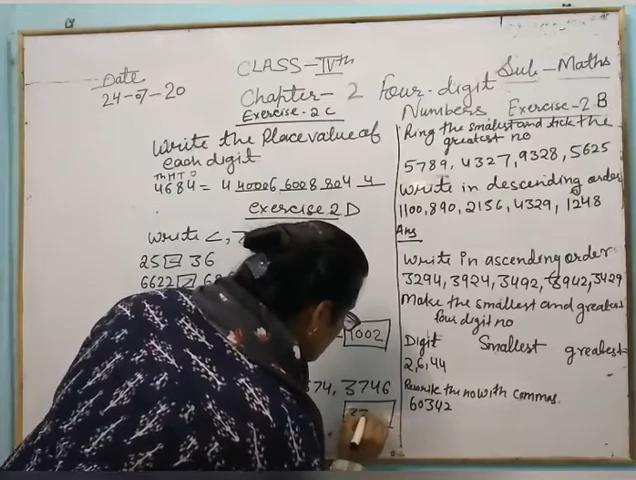 Date
24-07-20
CLASS-IVth
Sub-Maths
Chapter-2 Four-digit
Numbers Exercise-2B
Exercise-2C
Write the Place value of
each digit
Th H T O
4684 = 4 4000 6 600 8 80 4 4
exercise 2D
write <,
25 < 36
6622 >
1002
674, 3746
37
Ring the smallest and tick the
greatest no
5789, 4327, 9328, 5625
Write in descending order
1100, 890, 2156, 4329, 1248
Ans
Write in ascending order
3294, 3924, 3492, 3942, 3429
Make the smallest and greatest
four digit no
Digit Smallest greatest
2,6,44
Rewrite the no with commas.
60342